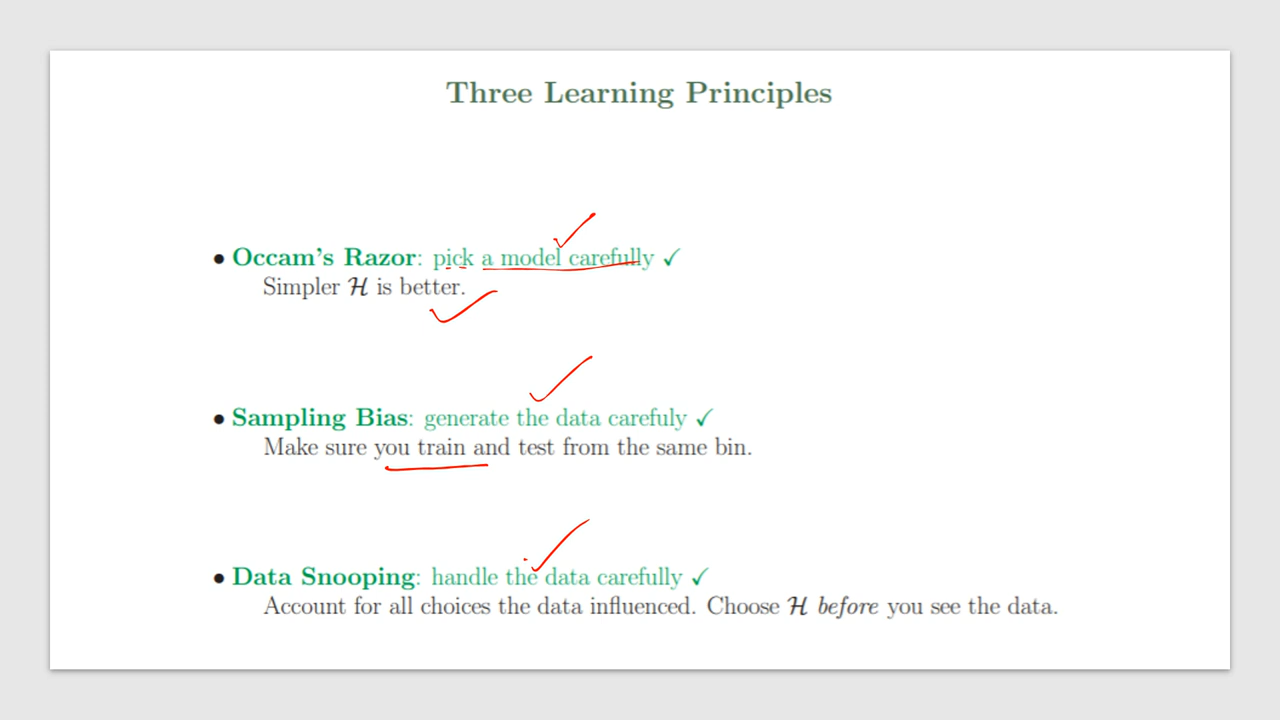 Three Learning Principles
• Occam's Razor: pick a model carefully ✓
Simpler ℋ is better.
• Sampling Bias: generate the data carefuly ✓
Make sure you train and test from the same bin.
• Data Snooping: handle the data carefully ✓
Account for all choices the data influenced. Choose ℋ before you see the data.